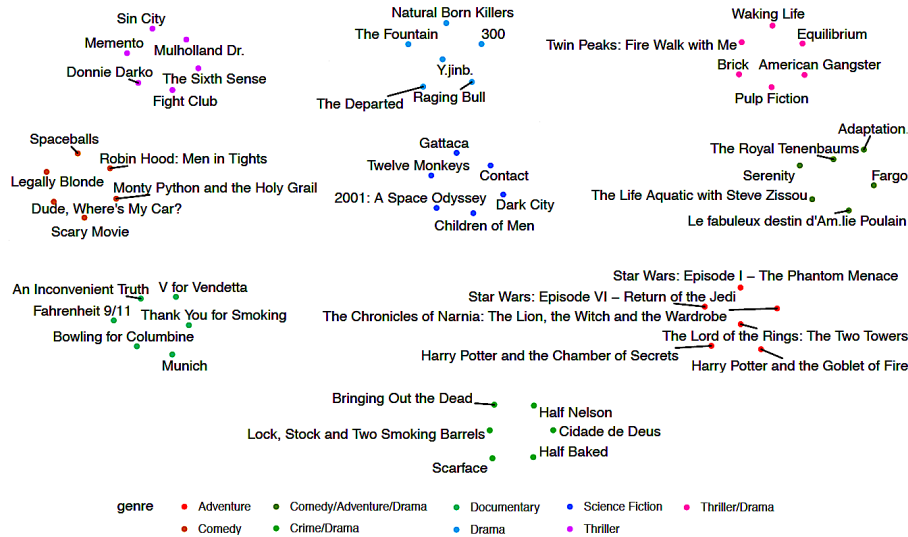 Sin City
Memento
Mulholland Dr.
Donnie Darko
The Sixth Sense
Fight Club
Natural Born Killers
The Fountain
300
Y.jinb.
The Departed
Raging Bull
Waking Life
Equilibrium
Twin Peaks: Fire Walk with Me
Brick
American Gangster
Pulp Fiction
Spaceballs
Robin Hood: Men in Tights
Legally Blonde
Monty Python and the Holy Grail
Dude, Where's My Car?
Scary Movie
Gattaca
Twelve Monkeys
Contact
2001: A Space Odyssey
Dark City
Children of Men
Adaptation.
The Royal Tenenbaums
Serenity
Fargo
The Life Aquatic with Steve Zissou
Le fabuleux destin d'Am.lie Poulain
An Inconvenient Truth
V for Vendetta
Fahrenheit 9/11
Thank You for Smoking
Bowling for Columbine
Munich
Star Wars: Episode I – The Phantom Menace
Star Wars: Episode VI – Return of the Jedi
The Chronicles of Narnia: The Lion, the Witch and the Wardrobe
The Lord of the Rings: The Two Towers
Harry Potter and the Chamber of Secrets
Harry Potter and the Goblet of Fire
Bringing Out the Dead
Half Nelson
Lock, Stock and Two Smoking Barrels
Cidade de Deus
Half Baked
Scarface
genre
Adventure
Comedy/Adventure/Drama
Documentary
Science Fiction
Thriller/Drama
Comedy
Crime/Drama
Drama
Thriller